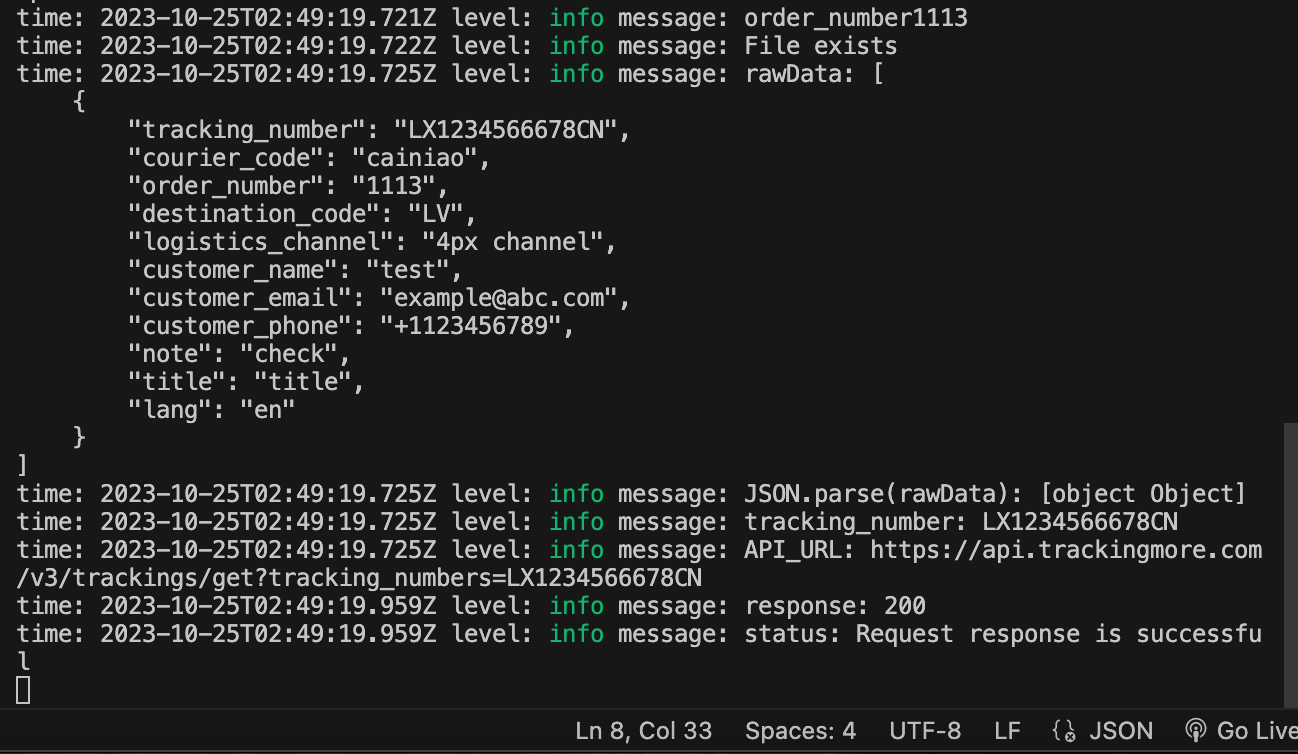 time: 2023-10-25T02:49:19.721Z level: info message: order_number1113
time: 2023-10-25T02:49:19.722Z level: info message: File exists
time: 2023-10-25T02:49:19.725Z level: info message: rawData: [
    {
        "tracking_number": "LX1234566678CN",
        "courier_code": "cainiao",
        "order_number": "1113",
        "destination_code": "LV",
        "logistics_channel": "4px channel",
        "customer_name": "test",
        "customer_email": "example@abc.com",
        "customer_phone": "+1123456789",
        "note": "check",
        "title": "title",
        "lang": "en"
    }
]
time: 2023-10-25T02:49:19.725Z level: info message: JSON.parse(rawData): [object Object]
time: 2023-10-25T02:49:19.725Z level: info message: tracking_number: LX1234566678CN
time: 2023-10-25T02:49:19.725Z level: info message: API_URL: https://api.trackingmore.com
/v3/trackings/get?tracking_numbers=LX1234566678CN
time: 2023-10-25T02:49:19.959Z level: info message: response: 200
time: 2023-10-25T02:49:19.959Z level: info message: status: Request response is successfu
l
Ln 8, Col 33 Spaces: 4 UTF-8 LF JSON Go Live